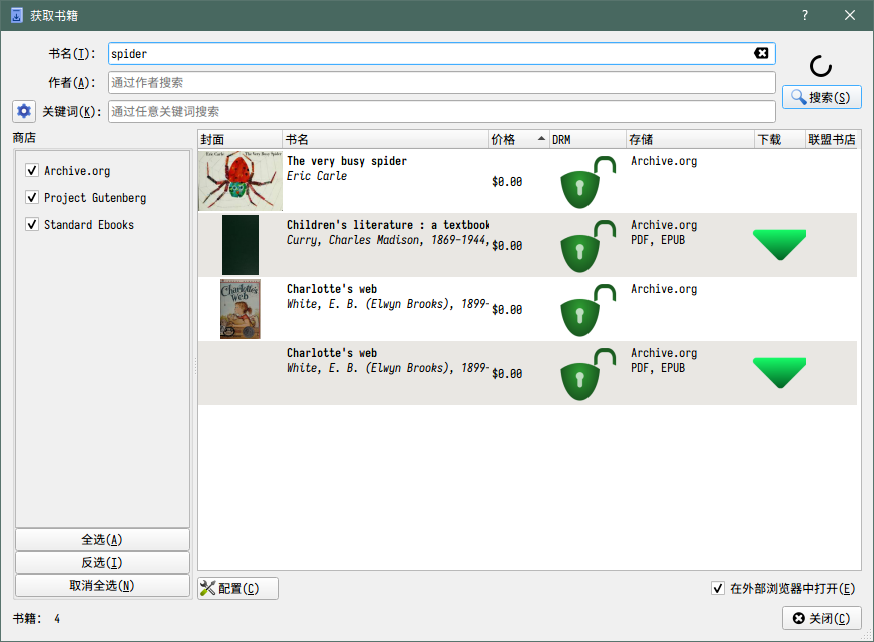 获取书籍
?
书名(T)：
spider
作者(A)：
通过作者搜索
关键词(K)：
通过任意关键词搜索
搜索(S)
商店
Archive.org
Project Gutenberg
Standard Ebooks
全选(A)
反选(I)
取消全选(N)
封面 书名 价格 DRM 存储 下载 联盟书店
Eric Carle The Very Busy Spider
The very busy spider
Eric Carle
$0.00
Archive.org
Children's literature : a textbook
Curry, Charles Madison, 1869-1944,
$0.00
Archive.org
PDF, EPUB
Charlotte's Web
Charlotte's web
White, E. B. (Elwyn Brooks), 1899-
$0.00
Archive.org
Charlotte's web
White, E. B. (Elwyn Brooks), 1899-
$0.00
Archive.org
PDF, EPUB
配置(C)
在外部浏览器中打开(E)
书籍： 4
关闭(C)